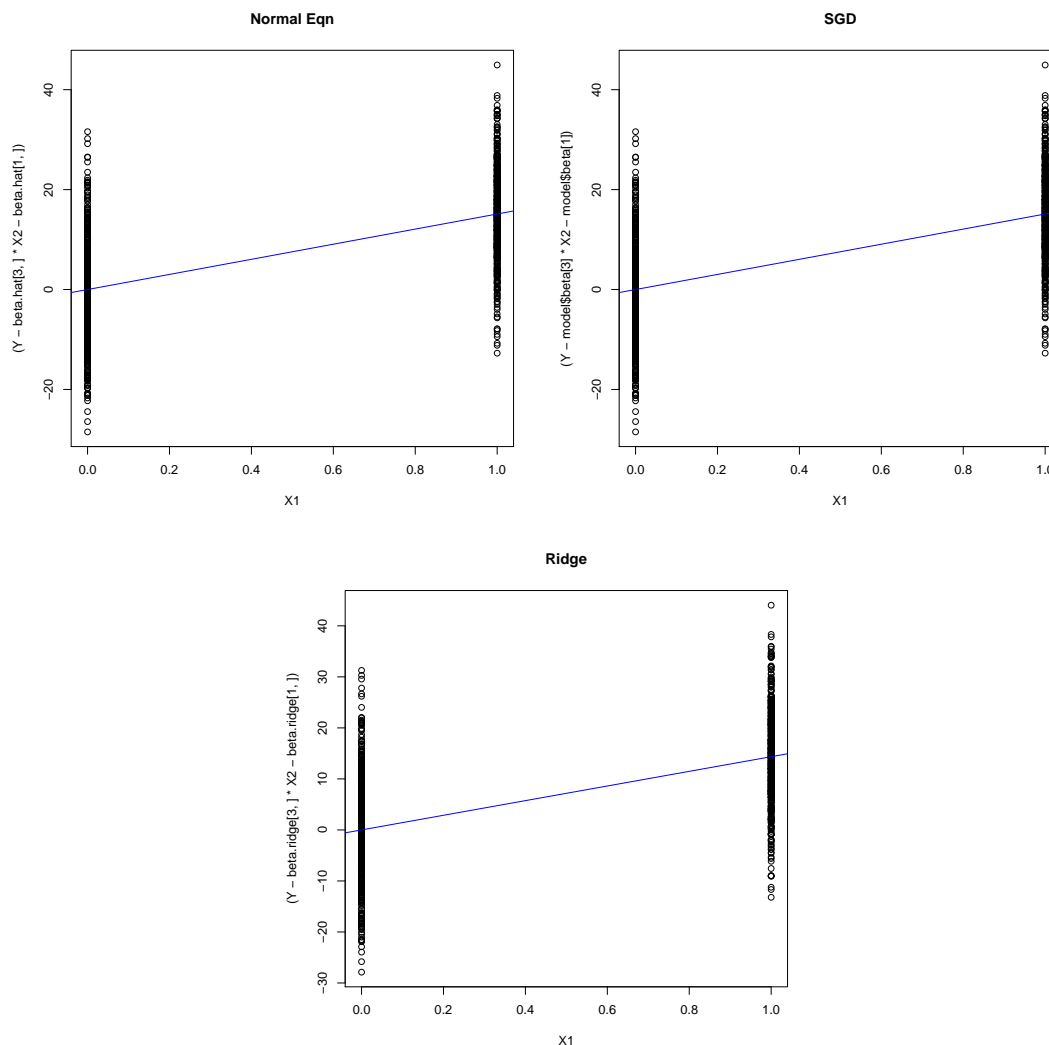 Normal Eqn
(Y − beta.hat[3, ] * X2 − beta.hat[1, ])
40
20
0
−20
0.0 0.2 0.4 0.6 0.8 1.0
X1
SGD
(Y − model$beta[3] * X2 − model$beta[1])
40
20
0
−20
0.0 0.2 0.4 0.6 0.8 1.0
X1
Ridge
(Y − beta.ridge[3, ] * X2 − beta.ridge[1, ])
40
30
20
10
0
−10
−20
−30
0.0 0.2 0.4 0.6 0.8 1.0
X1